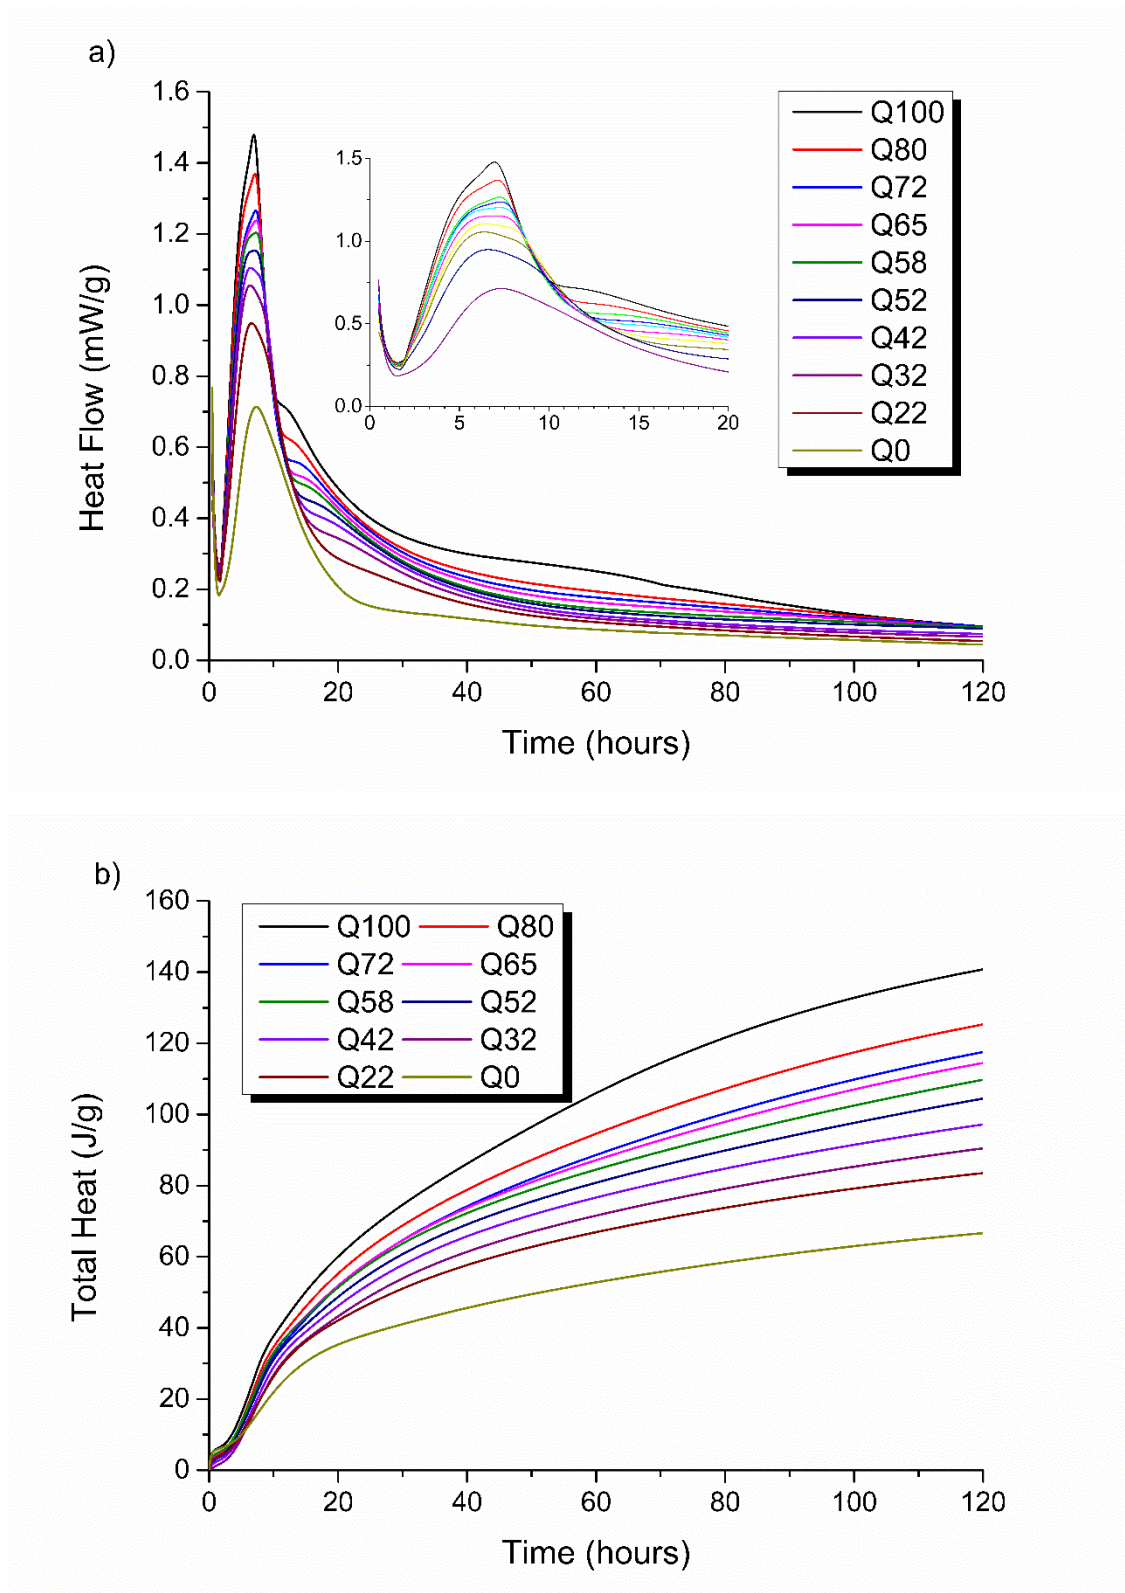 a)
1.6
1.4
1.2
1.0
0.8
0.6
0.4
0.2
0.0
Heat Flow (mW/g)
0 20 40 60 80 100 120
Time (hours)
1.5
1.0
0.5
0.0
0 5 10 15 20
Q100
Q80
Q72
Q65
Q58
Q52
Q42
Q32
Q22
Q0
b)
160
140
120
100
80
60
40
20
0
Total Heat (J/g)
Q100 Q80
Q72 Q65
Q58 Q52
Q42 Q32
Q22 Q0
0 20 40 60 80 100 120
Time (hours)